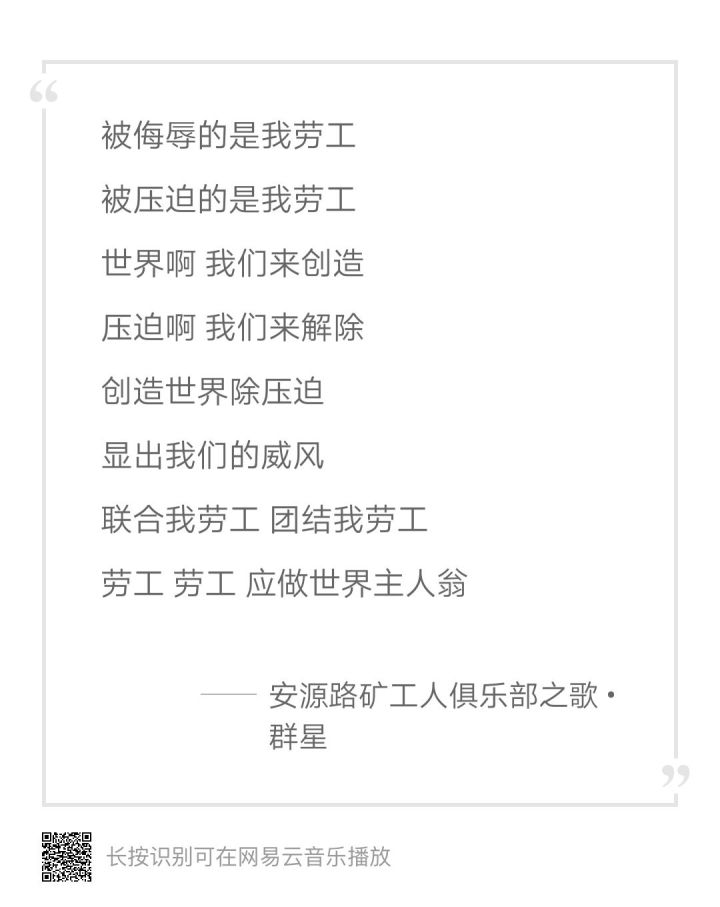 “
被侮辱的是我劳工
被压迫的是我劳工
世界啊 我们来创造
压迫啊 我们来解除
创造世界除压迫
显出我们的威风
联合我劳工 团结我劳工
劳工 劳工 应做世界主人翁
—— 安源路矿工人俱乐部之歌•
群星
”
长按识别可在网易云音乐播放